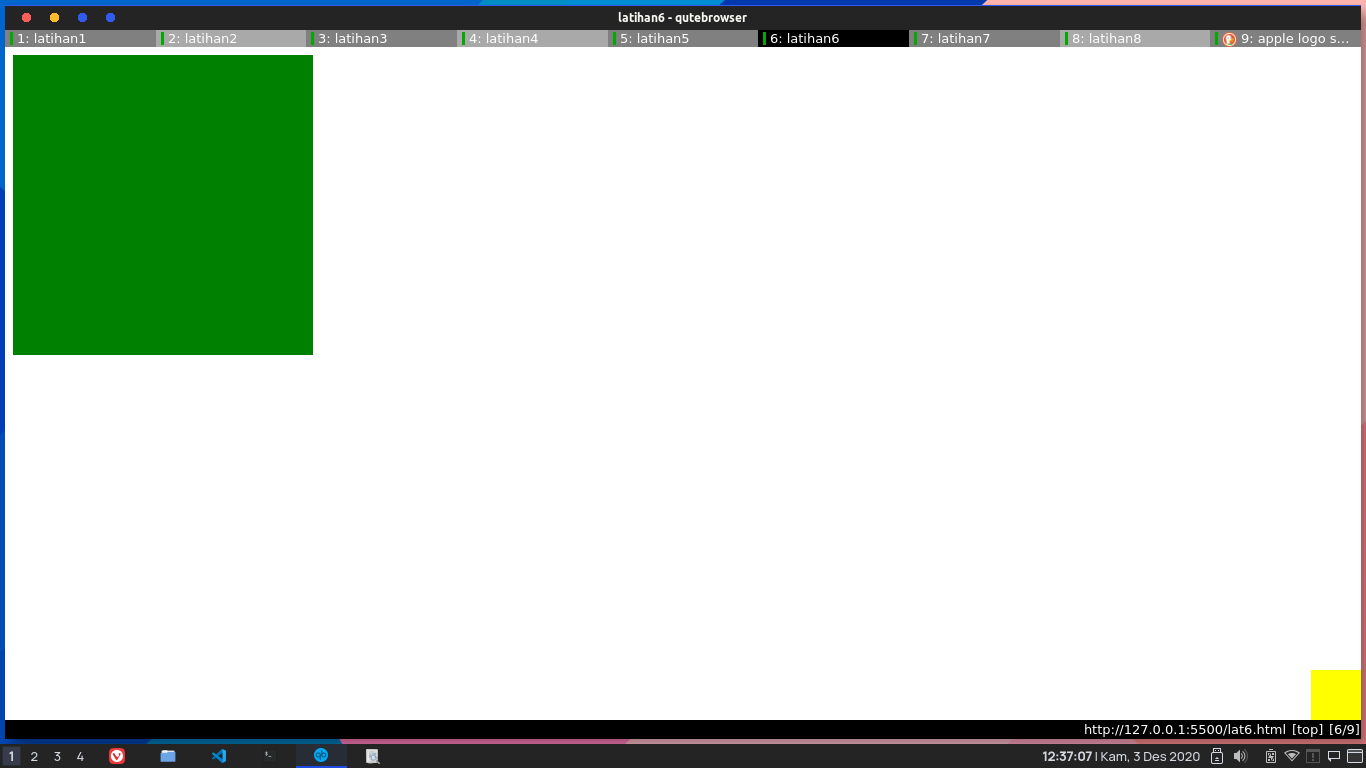 latihan6 - qutebrowser
1: latihan1 2: latihan2 3: latihan3 4: latihan4 5: latihan5 6: latihan6 7: latihan7 8: latihan8 9: apple logo s...
http://127.0.0.1:5500/lat6.html [top] [6/9]
1 2 3 4 12:37:07 | Kam, 3 Des 2020